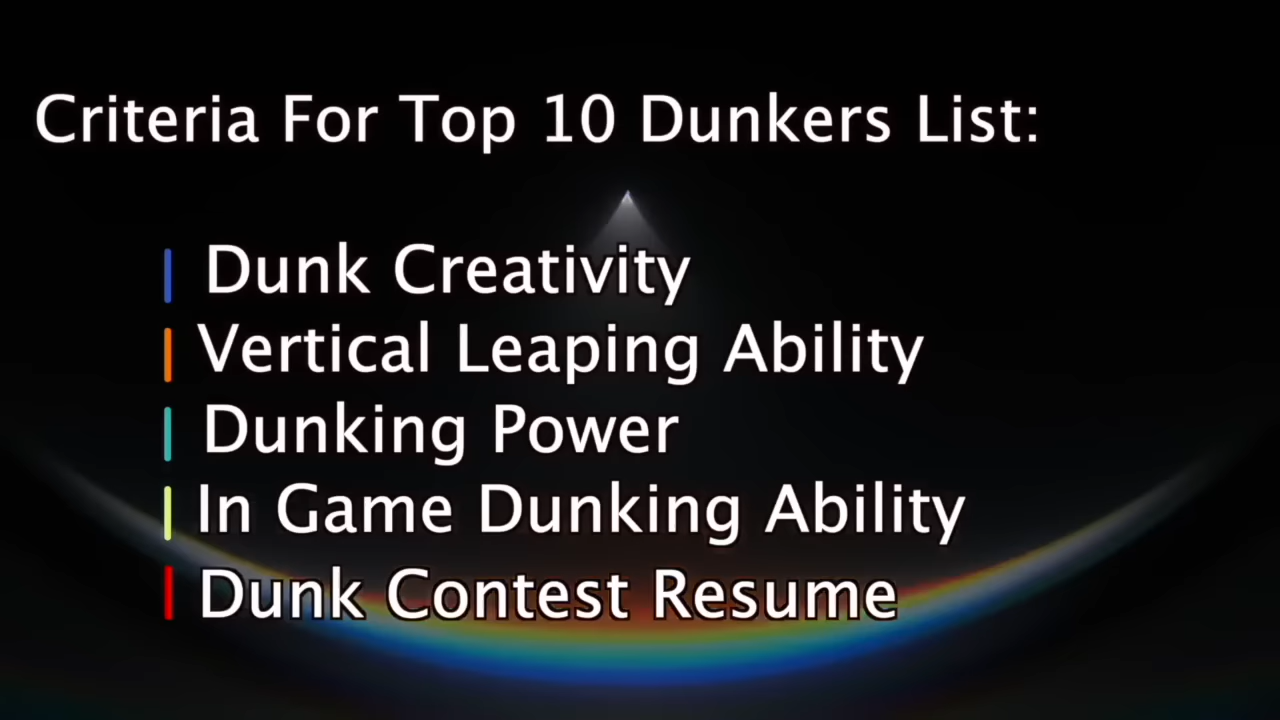 Criteria For Top 10 Dunkers List:
Dunk Creativity
Vertical Leaping Ability
Dunking Power
In Game Dunking Ability
Dunk Contest Resume